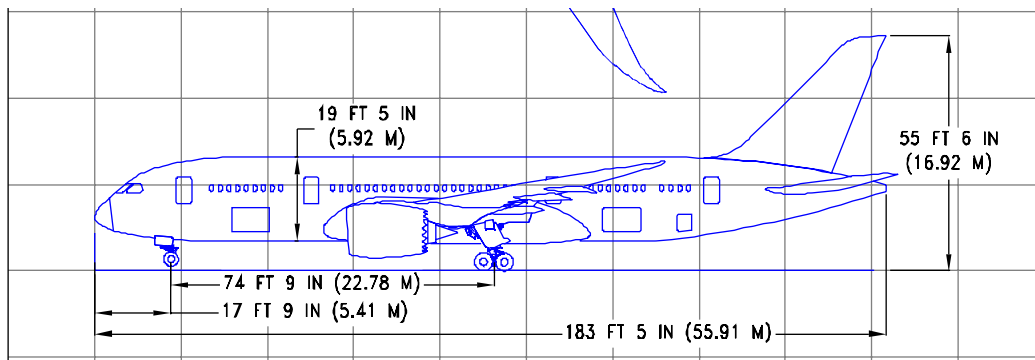 19 FT 5 IN
(5.92 M)
55 FT 6 IN
(16.92 M)
74 FT 9 IN (22.78 M)
17 FT 9 IN (5.41 M)
183 FT 5 IN (55.91 M)